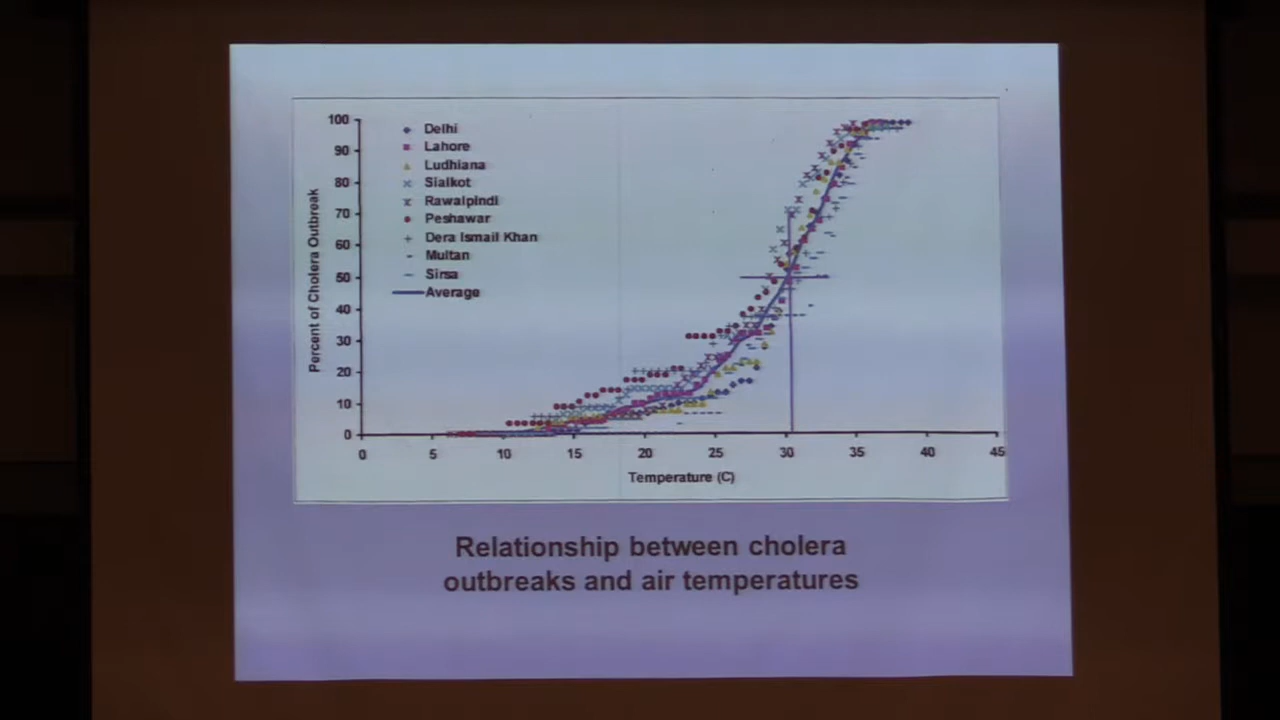 100
90
80
70
60
50
40
30
20
10
0
Percent of Cholera Outbreak
Delhi
Lahore
Ludhiana
Sialkot
Rawalpindi
Peshawar
Dera Ismail Khan
Multan
Sirsa
Average
0 5 10 15 20 25 30 35 40 45
Temperature (C)
Relationship between cholera
outbreaks and air temperatures